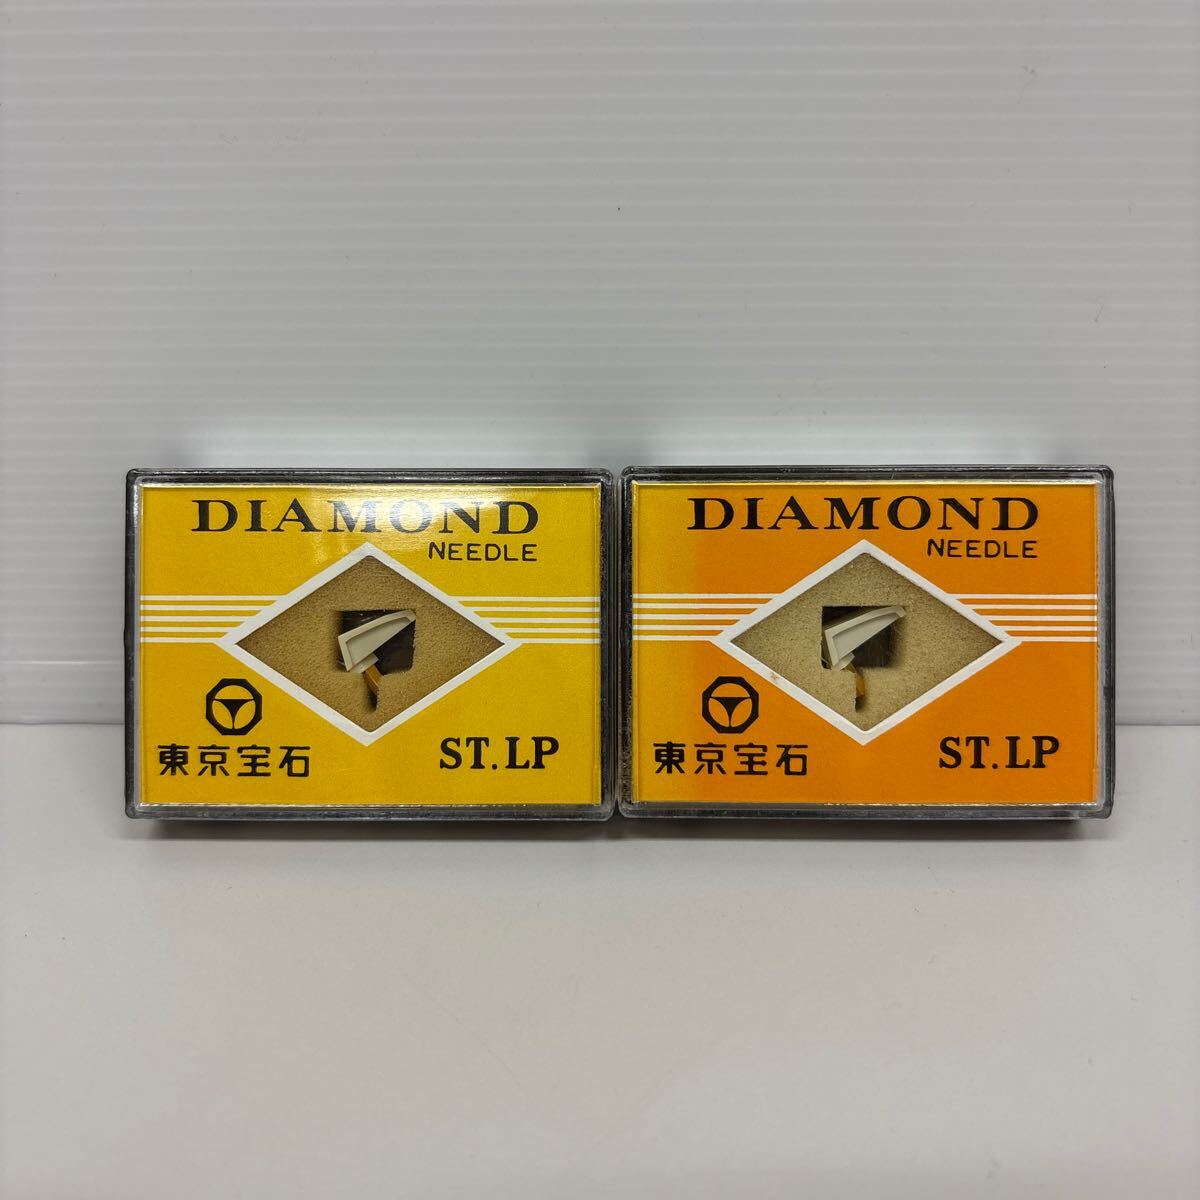 DIAMOND
NEEDLE
東京宝石
ST.LP
DIAMOND
NEEDLE
東京宝石
ST.LP